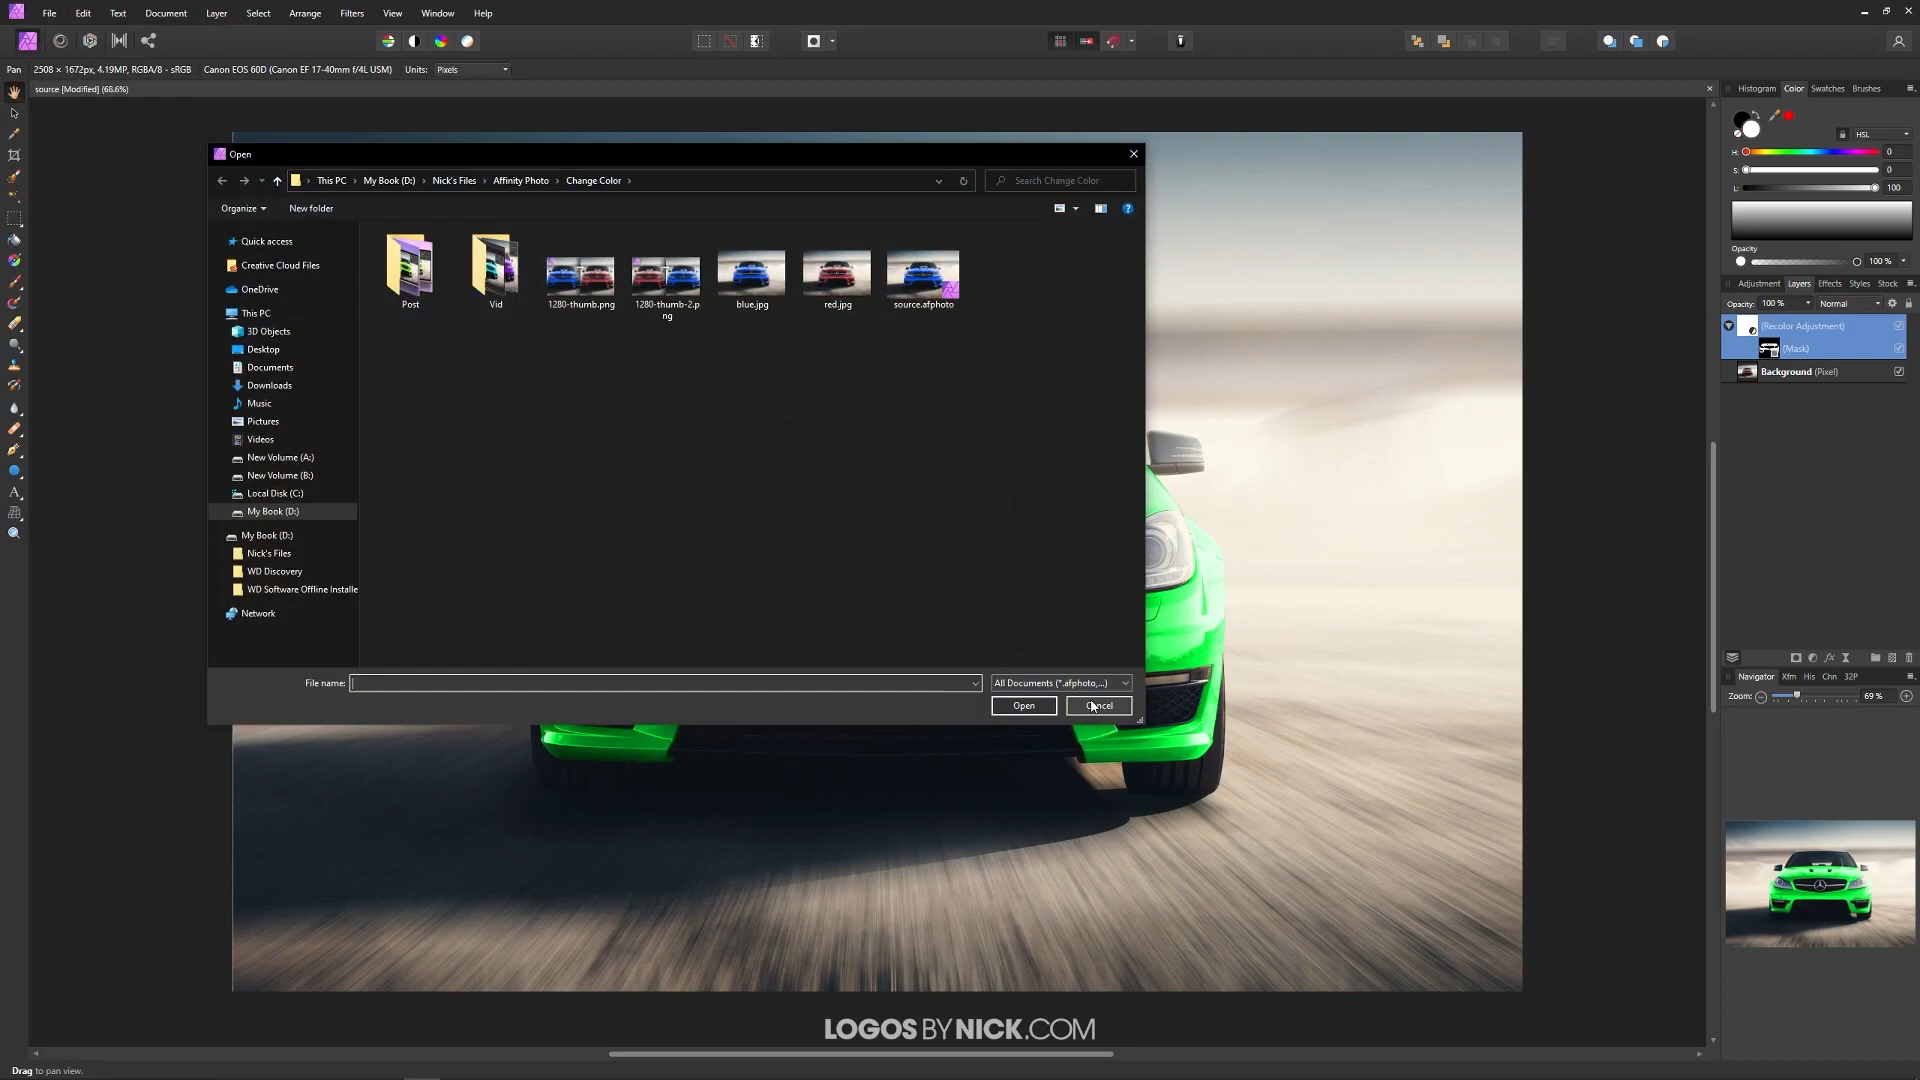 File Edit Text Document Layer Select Arrange Filters View Window Help
Pan 2508 × 1672px, 4.19MP, RGBA/8 - sRGB Canon EOS 60D (Canon EF 17-40mm f/4L USM) Units: Pixels
source [Modified] (68.6%)
Histogram Color Swatches Brushes
HSL
H: 0
S: 0
L: 100
Opacity
100 %
Adjustment Layers Effects Styles Stock
Opacity: 100 % Normal
(Recolor Adjustment)
(Mask)
Background (Pixel)
Open
This PC My Book (D:) Nick's Files Affinity Photo Change Color
Search Change Color
Organize New folder
Quick access
Creative Cloud Files
OneDrive
This PC
3D Objects
Desktop
Documents
Downloads
Music
Pictures
Videos
New Volume (A:)
New Volume (B:)
Local Disk (C:)
My Book (D:)
My Book (D:)
Nick's Files
WD Discovery
WD Software Offline Installe
Network
Post Vid 1280-thumb.png 1280-thumb-2.p
ng blue.jpg red.jpg source.afphoto
File name: All Documents (*.afphoto,...)
Open Cancel
Navigator Xfm His Chn 32P
Zoom: 69 %
LOGOS BY NICK.COM
Drag to pan view.